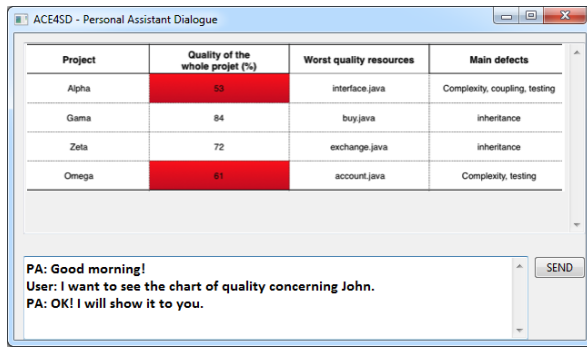 ACE4SD - Personal Assistant Dialogue
Project Quality of the whole projet (%) Worst quality resources Main defects
Alpha 53 interface.java Complexity, coupling, testing
Gama 84 buy.java inheritance
Zeta 72 exchange.java inheritance
Omega 61 account.java Complexity, testing
PA: Good morning!
User: I want to see the chart of quality concerning John.
PA: OK! I will show it to you.
SEND